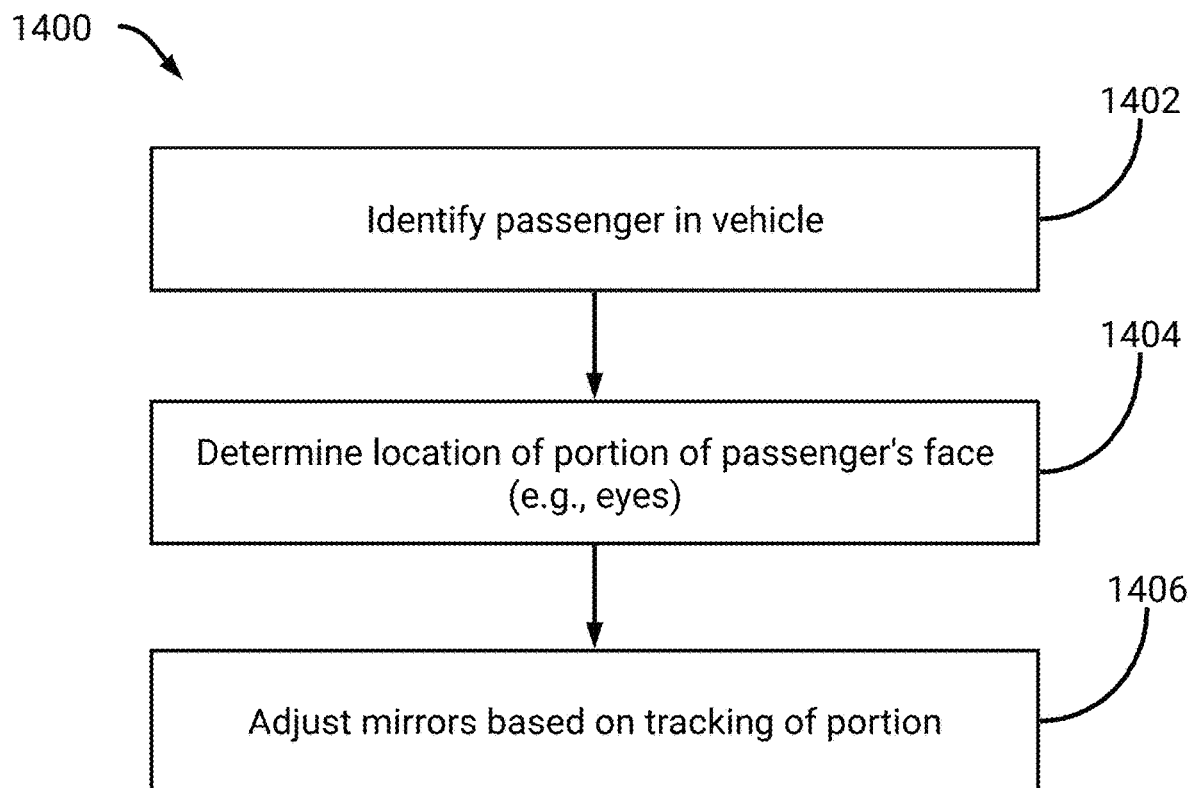 1400
1402
Identify passenger in vehicle
1404
Determine location of portion of passenger's face
(e.g., eyes)
1406
Adjust mirrors based on tracking of portion